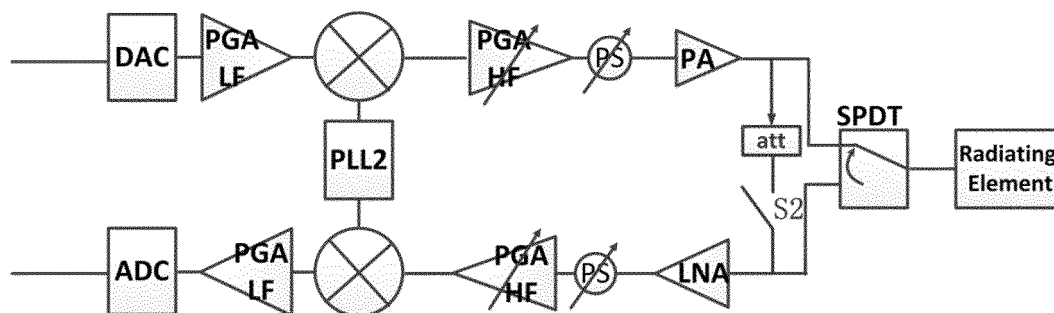 DAC
PGA
LF
PGA
HF
PS
PA
SPDT
att
Radiating
Element
PLL2
S2
ADC
PGA
LF
PGA
HF
PS
LNA